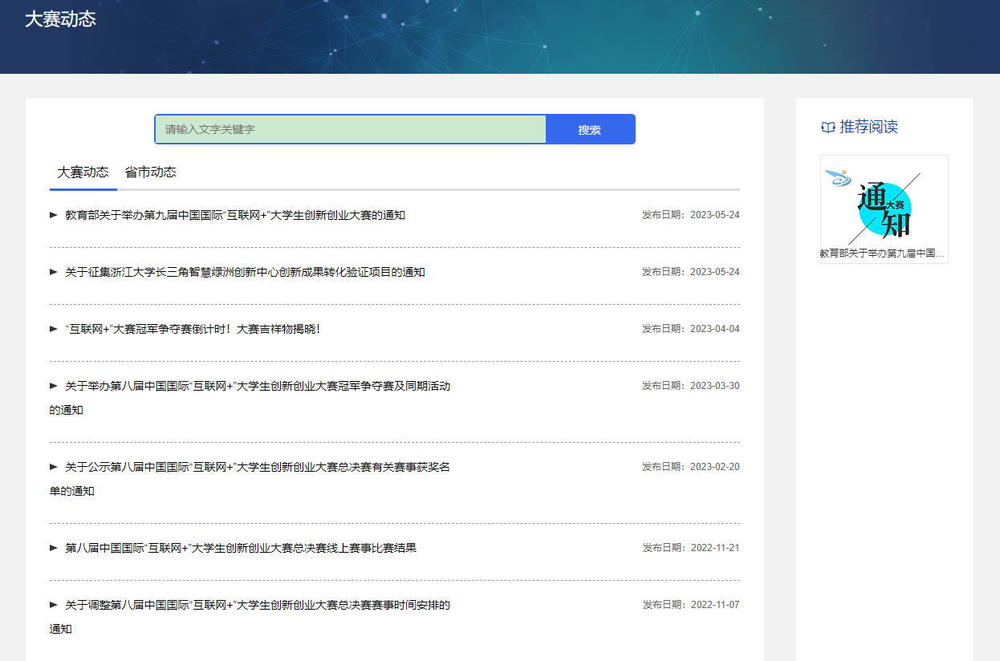 大赛动态
请输入文字关键字
搜索
大赛动态 省市动态
► 教育部关于举办第九届中国国际“互联网+”大学生创新创业大赛的通知 发布日期：2023-05-24
► 关于征集浙江大学长三角智慧绿洲创新中心创新成果转化验证项目的通知 发布日期：2023-05-24
► “互联网+”大赛冠军争夺赛倒计时！大赛吉祥物揭晓！ 发布日期：2023-04-04
► 关于举办第八届中国国际“互联网+”大学生创新创业大赛冠军争夺赛及同期活动 发布日期：2023-03-30
的通知
► 关于公示第八届中国国际“互联网+”大学生创新创业大赛总决赛有关赛事获奖名 发布日期：2023-02-20
单的通知
► 第八届中国国际“互联网+”大学生创新创业大赛总决赛线上赛事比赛结果 发布日期：2022-11-21
► 关于调整第八届中国国际“互联网+”大学生创新创业大赛总决赛赛事时间安排的 发布日期：2022-11-07
通知
推荐阅读
通大赛
知
教育部关于举办第九届中国...